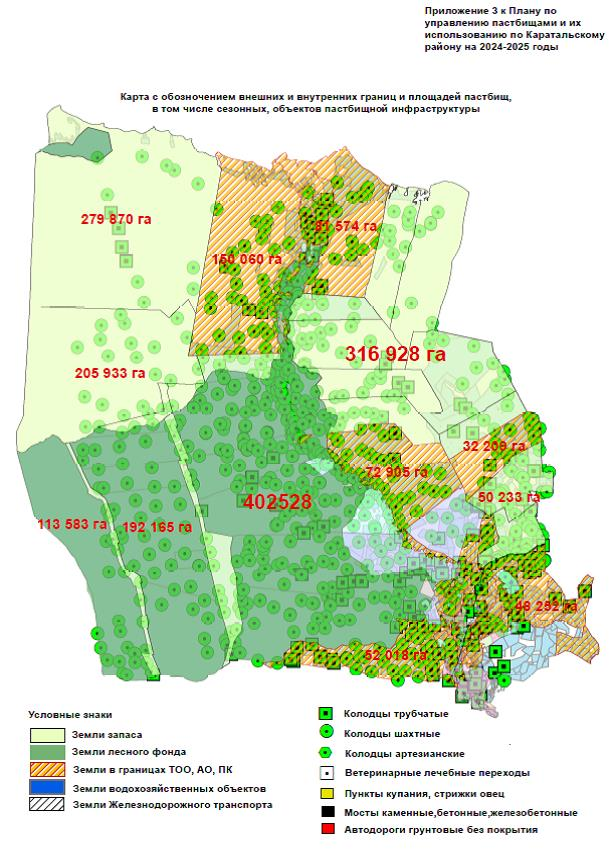 Приложение 3 к Плану по
управлению пастбищами и их
использованию по Каратальскому
району на 2024-2025 годы
Карта с обозночением внешних и внутренних границ и площадей пастбищ,
в том числе сезонных, объектов пастбищной инфраструктуры
279 870 га
81 574 га
150 060 га
316 928 га
205 933 га
32 209 га
72 905 га
50 233 га
402528
113 583 га
192 165 га
48 252 га
52 018 га
Условные знаки
Земли запаса
Земли лесного фонда
Земли в границах ТОО, АО, ПК
Земли водохозяйственных объектов
Земли Железнодорожного транспорта
Колодцы трубчатые
Колодцы шахтные
Колодцы артезианские
Ветеринарные лечебные переходы
Пункты купания, стрижки овец
Мосты каменные,бетонные,железобетонные
Автодороги грунтовые без покрытия